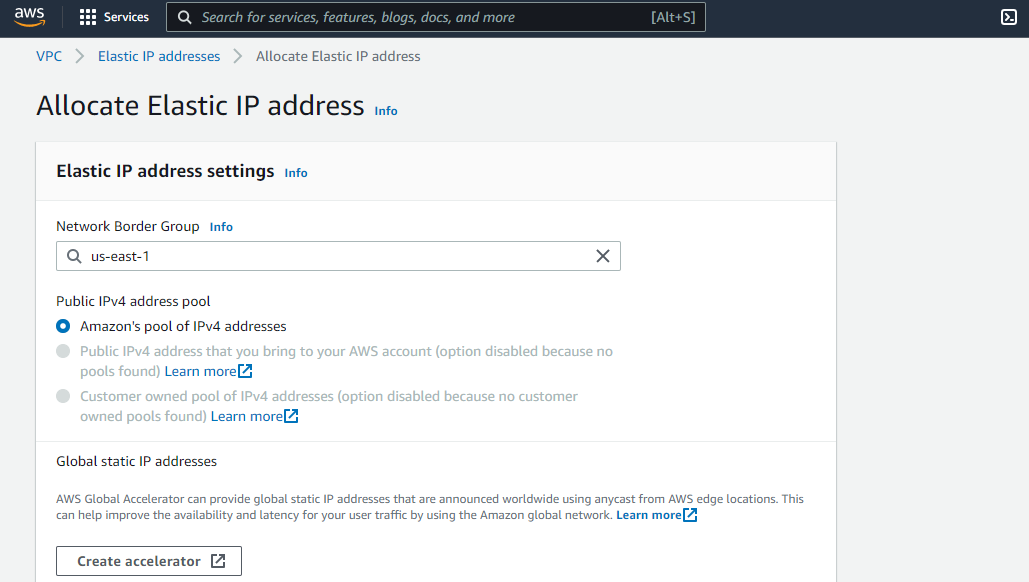 aws Services Search for services, features, blogs, docs, and more [Alt+S]
VPC Elastic IP addresses Allocate Elastic IP address
Allocate Elastic IP address Info
Elastic IP address settings Info
Network Border Group Info
us-east-1
Public IPv4 address pool
Amazon's pool of IPv4 addresses
Public IPv4 address that you bring to your AWS account (option disabled because no
pools found) Learn more
Customer owned pool of IPv4 addresses (option disabled because no customer
owned pools found) Learn more
Global static IP addresses
AWS Global Accelerator can provide global static IP addresses that are announced worldwide using anycast from AWS edge locations. This
can help improve the availability and latency for your user traffic by using the Amazon global network. Learn more
Create accelerator